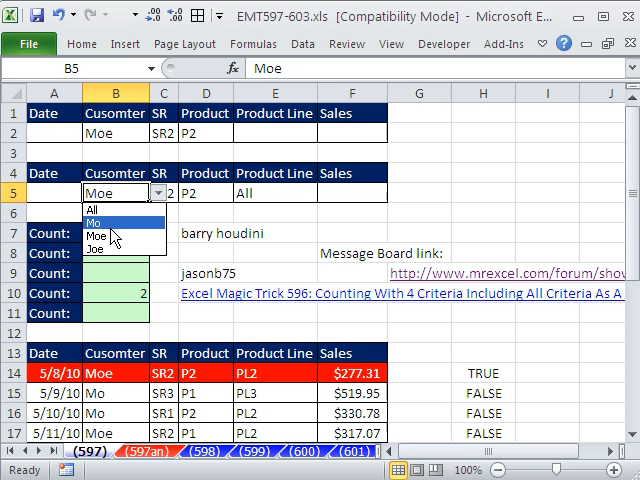 EMT597-603.xls [Compatibility Mode] - Microsoft E...
File Home Insert Page Layout Formulas Data Review View Developer Add-Ins
B5 fx Moe
A B C D E F G H I J
1 Date Cusomter SR Product Product Line Sales
2 Moe SR2 P2
3
4 Date Cusomter SR Product Product Line Sales
5 Moe 2 P2 All
6 All
Mo
7 Count: Moe barry houdini
8 Count: Joe Message Board link:
9 Count: jasonb75 http://www.mrexcel.com/forum/show
10 Count: 2 Excel Magic Trick 596: Counting With 4 Criteria Including All Criteria As A
11 Count:
12
13 Date Cusomter SR Product Product Line Sales
14 5/8/10 Moe SR2 P2 PL2 $277.31 TRUE
15 5/9/10 Mo SR3 P1 PL3 $519.95 FALSE
16 5/10/10 Mo SR1 P2 PL2 $330.78 FALSE
17 5/11/10 Moe SR2 P1 PL2 $317.07 FALSE
(597) (597an) (598) (599) (600) (601)
Ready 100%